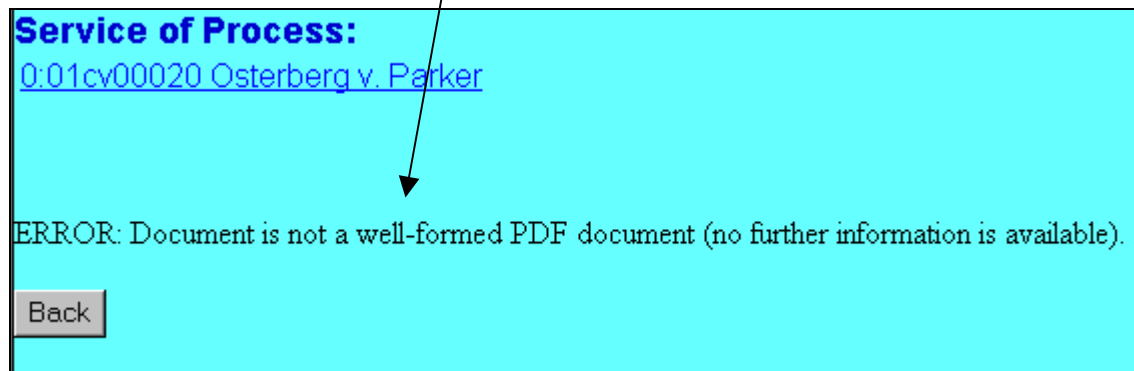 Service of Process:
0:01cv00020 Osterberg v. Parker
ERROR: Document is not a well-formed PDF document (no further information is available).
Back